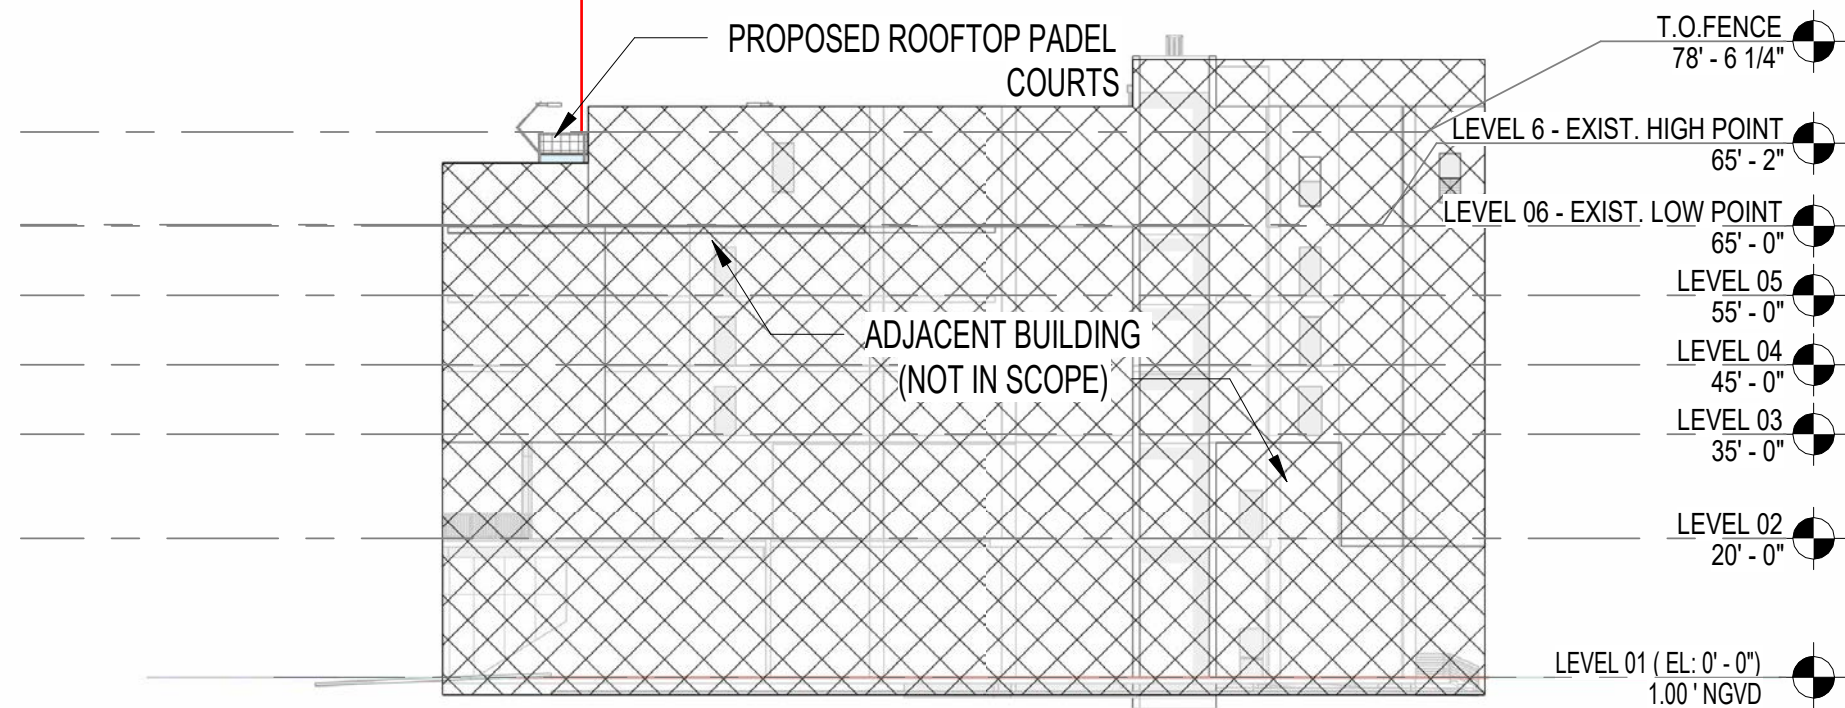 PROPOSED ROOFTOP PADEL
COURTS
T.O.FENCE
78' - 6 1/4"
LEVEL 6 - EXIST. HIGH POINT
65' - 2"
LEVEL 06 - EXIST. LOW POINT
65' - 0"
LEVEL 05
55' - 0"
ADJACENT BUILDING
(NOT IN SCOPE)
LEVEL 04
45' - 0"
LEVEL 03
35' - 0"
LEVEL 02
20' - 0"
LEVEL 01 ( EL: 0' - 0")
1.00 ' NGVD